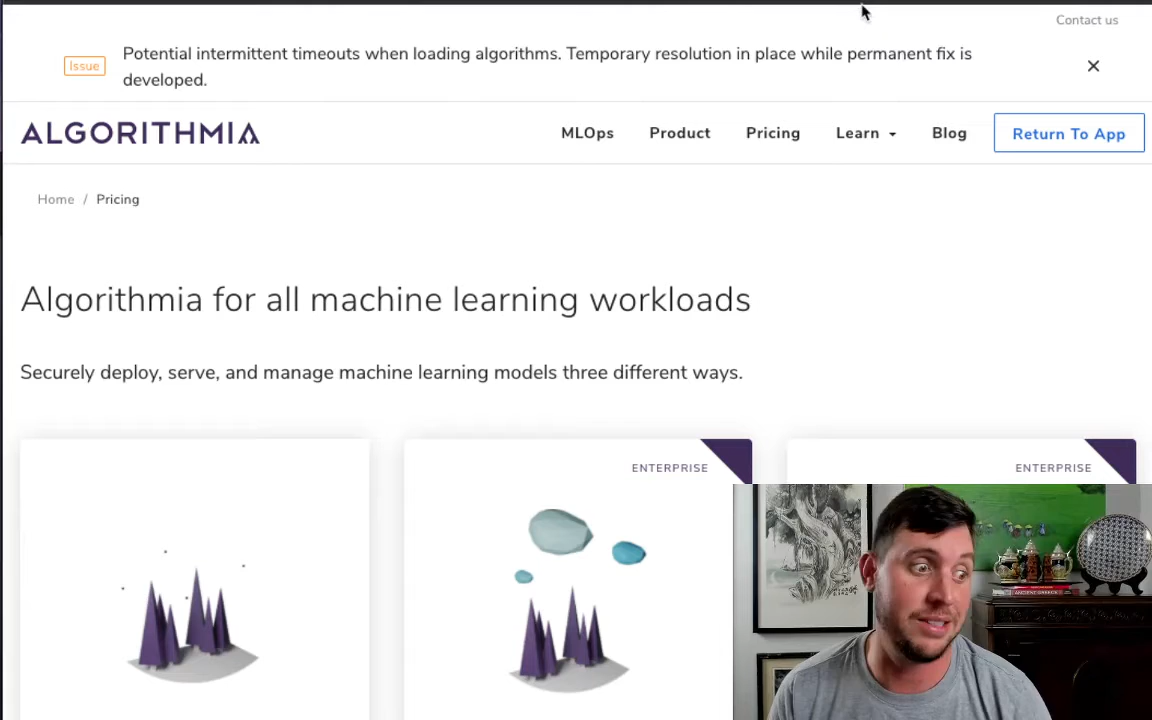 Contact us
Issue
Potential intermittent timeouts when loading algorithms. Temporary resolution in place while permanent fix is
developed.
ALGORITHMIA
MLOps
Product
Pricing
Learn
Blog
Return To App
Home / Pricing
Algorithmia for all machine learning workloads
Securely deploy, serve, and manage machine learning models three different ways.
ENTERPRISE
ENTERPRISE
ANCIENT GREECE